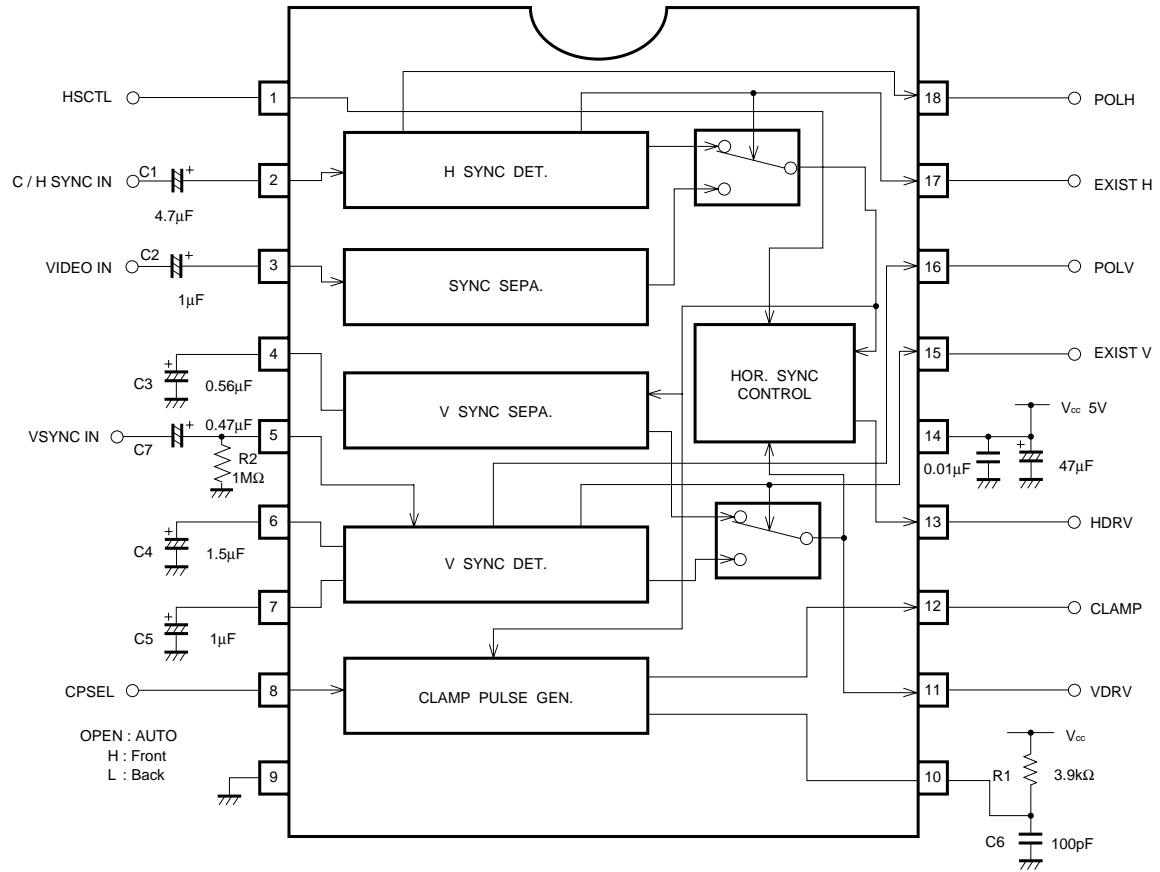 HSCTL
1
C / H SYNC IN
C1
+
4.7µF
2
H SYNC DET.
VIDEO IN
C2
+
1µF
3
SYNC SEPA.
+
C3
0.56µF
4
V SYNC SEPA.
VSYNC IN
C7
+
0.47µF
5
R2
1MΩ
+
C4
1.5µF
6
V SYNC DET.
+
C5
1µF
7
CPSEL
8
CLAMP PULSE GEN.
OPEN : AUTO
H : Front
L : Back
9
HOR. SYNC
CONTROL
18
POLH
17
EXIST H
16
POLV
15
EXIST V
Vcc 5V
14
0.01µF
+
47µF
13
HDRV
12
CLAMP
11
VDRV
Vcc
10
R1
3.9kΩ
C6
100pF